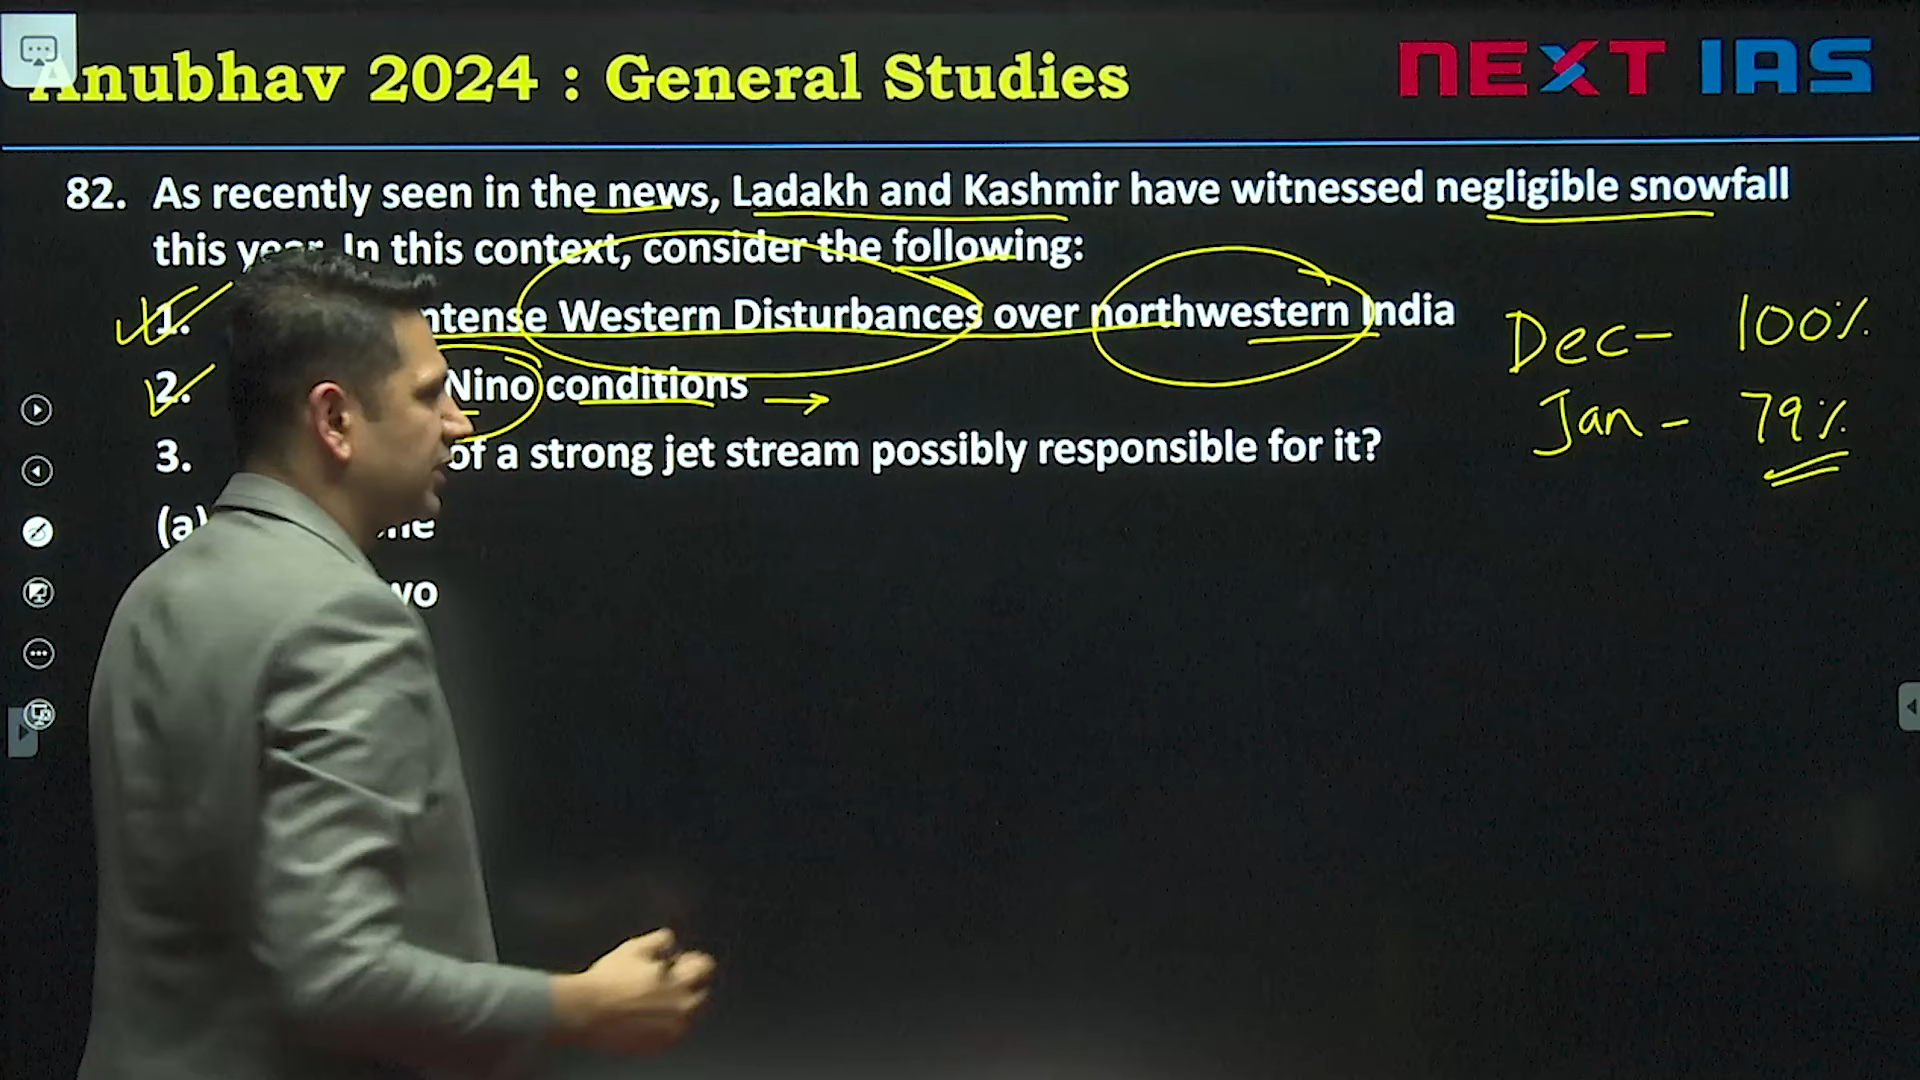 Anubhav 2024 : General Studies
NEXT IAS
82. As recently seen in the news, Ladakh and Kashmir have witnessed negligible snowfall
this year. In this context, consider the following:
1. Western Disturbances over northwestern India
2. Nino conditions
3. of a strong jet stream possibly responsible for it?
(a)
Dec - 100%
Jan - 79%